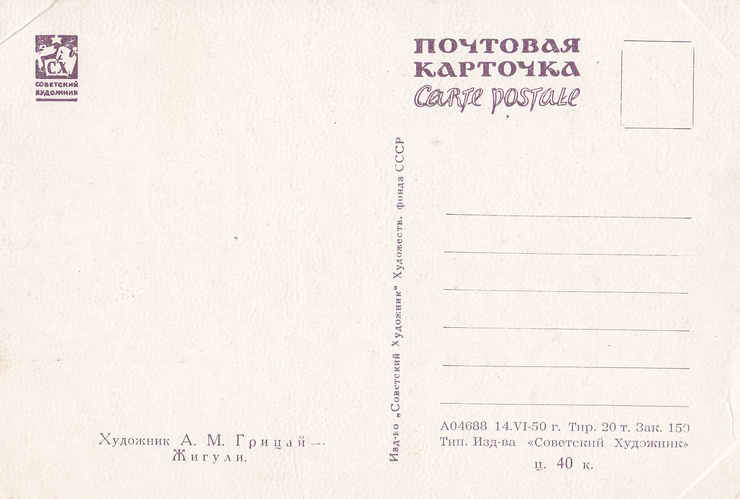 СХ
СОВЕТСКИЙ
ХУДОЖНИК
ПОЧТОВАЯ
КАРТОЧКА
CARTE POSTALE
Изд-во „Советский Художник“ Художеств. фонда СССР
Художник А. М. Грицай —
Жигули.
А04688 14.VI-50 г. Тир. 20 т. Зак. 150
Тип. Изд-ва «Советский Художник»
ц. 40 к.